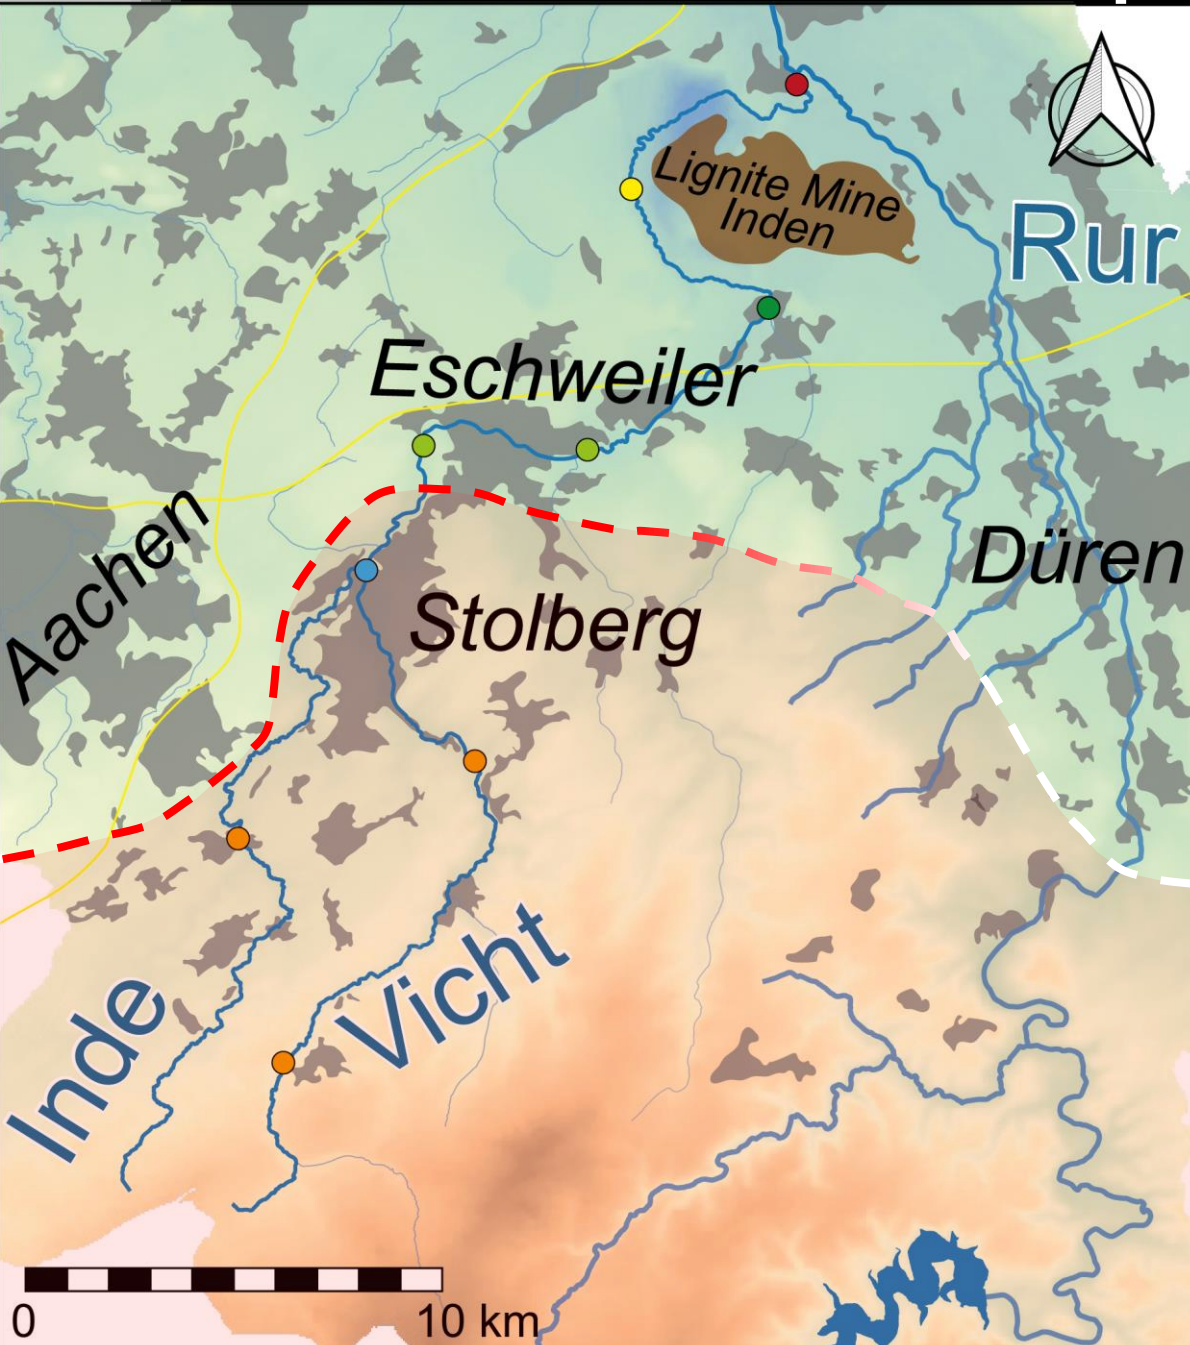 Lignite Mine
Inden
Rur
Eschweiler
Aachen
Düren
Stolberg
Inde
Vicht
0
10 km